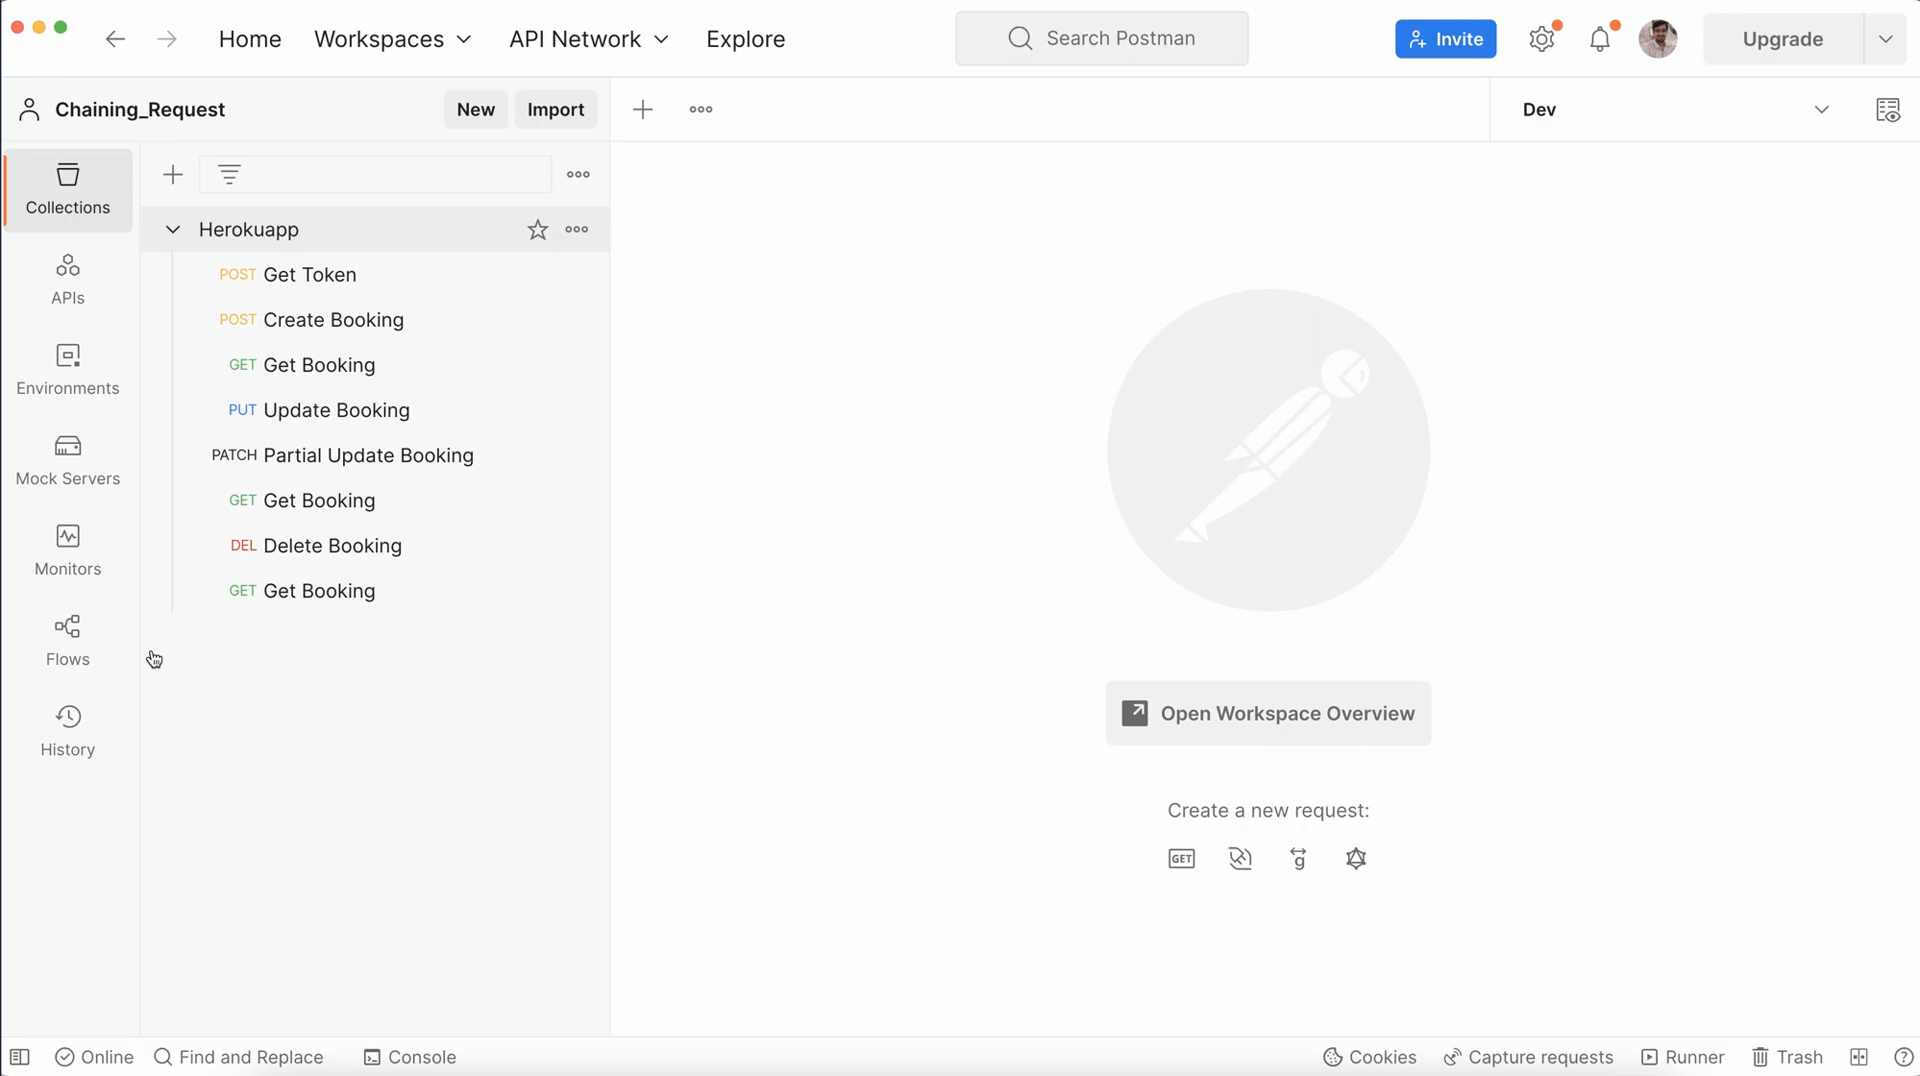 Home Workspaces API Network Explore Search Postman Invite Upgrade
Chaining_Request New Import Dev
Collections
Herokuapp
POST Get Token
APIs
POST Create Booking
GET Get Booking
Environments
PUT Update Booking
PATCH Partial Update Booking
Mock Servers
GET Get Booking
DEL Delete Booking
Monitors
GET Get Booking
Flows
Open Workspace Overview
History
Create a new request:
GET g
Online Find and Replace Console Cookies Capture requests Runner Trash